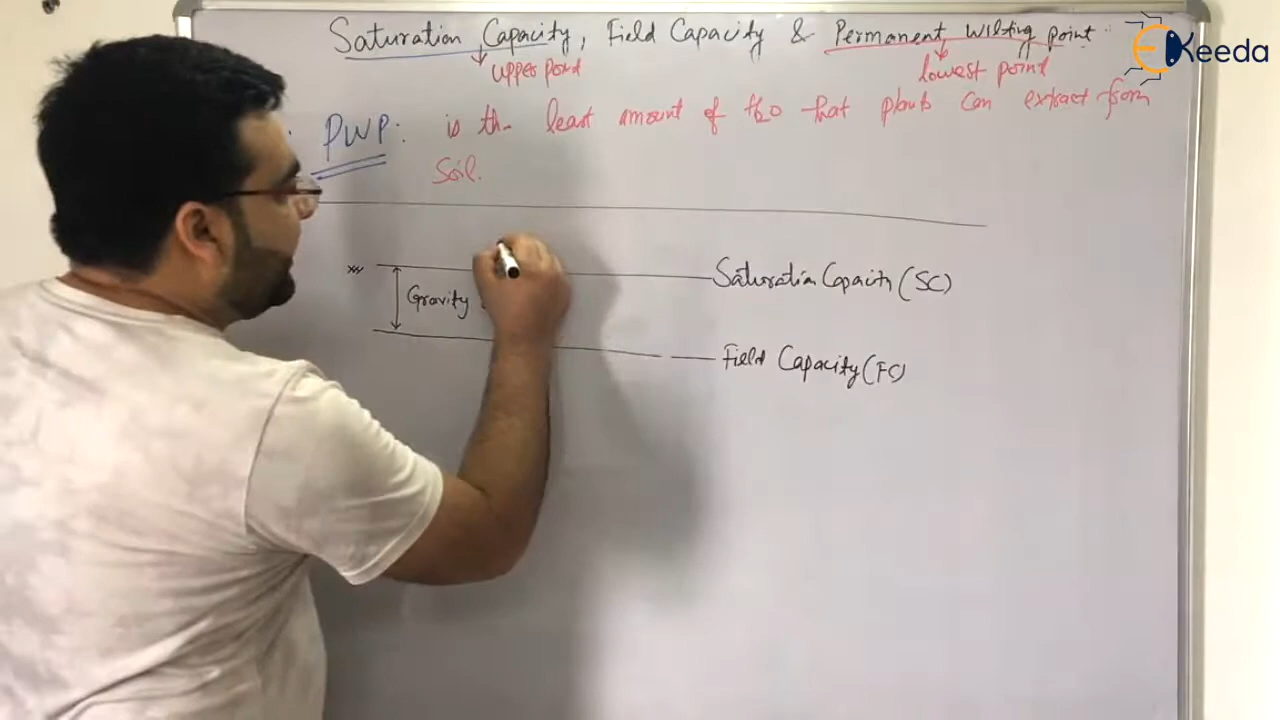 Saturation Capacity, Field Capacity & Permanent Wilting point
upper point
lowest point
PWP: is the least amount of H2O that plants can extract from
Soil.
Saturation Capacity (SC)
Gravity
Field Capacity (FC)
EKeeda